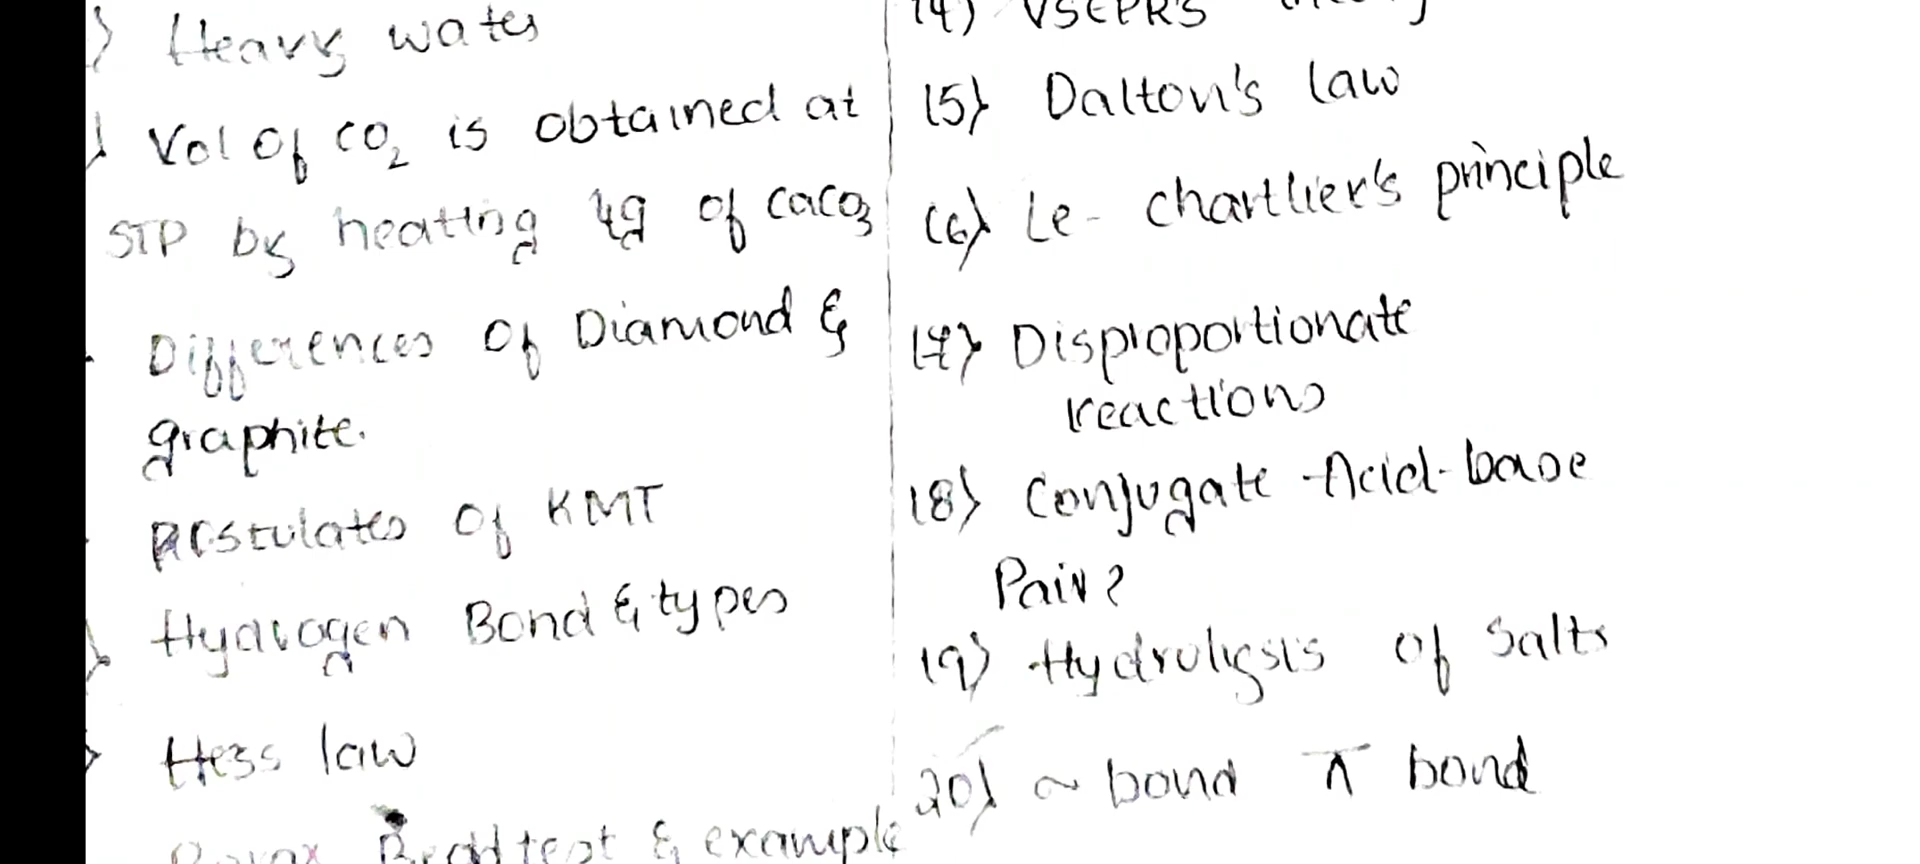 Heavy water
Vol of CO2 is obtained at
STP by heating 4g of CaCO3
Differences of Diamond &
graphite.
Postulates of KMT
Hydrogen Bond & types
Hess law
Borax Bead test & example
14) VSEPR'S
15} Dalton's law
16} Le- chartlier's principle
17} Disproportionate
reactions
18} Conjugate -Acid-base
Pair?
19} Hydrolysis of Salts
20} ~ bond π bond